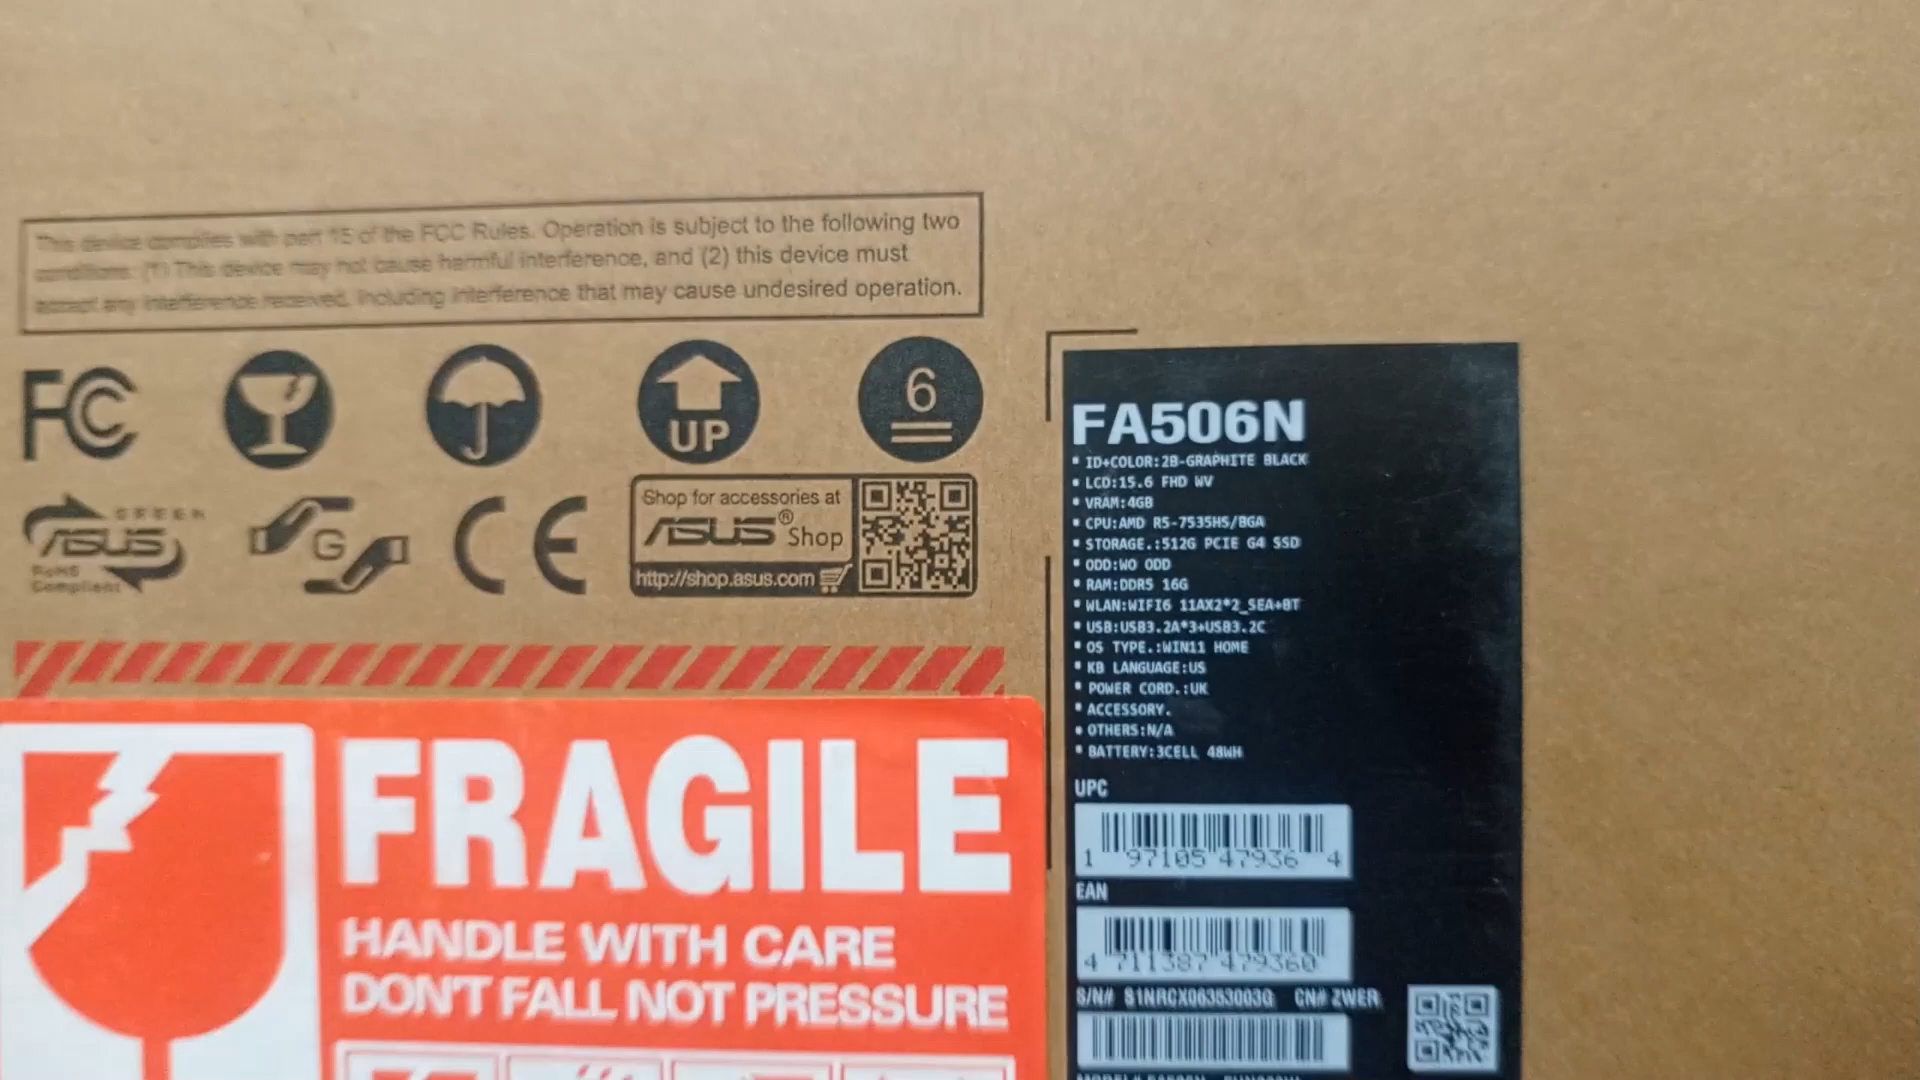 This device complies with part 15 of the FCC Rules. Operation is subject to the following two
conditions: (1) This device may not cause harmful interference, and (2) this device must
accept any interference received, including interference that may cause undesired operation.
FC
UP
6
GREEN
ASUS
RoHS
Compliant
G
CE
Shop for accessories at
ASUS® Shop
http://shop.asus.com
FRAGILE
HANDLE WITH CARE
DON'T FALL NOT PRESSURE
FA506N
ID+COLOR:2B-GRAPHITE BLACK
LCD:15.6 FHD WV
VRAM:4GB
CPU:AMD R5-7535HS/BGA
STORAGE.:512G PCIE G4 SSD
ODD:WO ODD
RAM:DDR5 16G
WLAN:WIFI6 11AX2*2_SEA+BT
USB:USB3.2A*3+USB3.2C
OS TYPE.:WIN11 HOME
KB LANGUAGE:US
POWER CORD.:UK
ACCESSORY.
OTHERS:N/A
BATTERY:3CELL 48WH
UPC
1 97105 47936 4
EAN
4 711387 479360
S/N# S1NRCX06353003G CN# ZWER